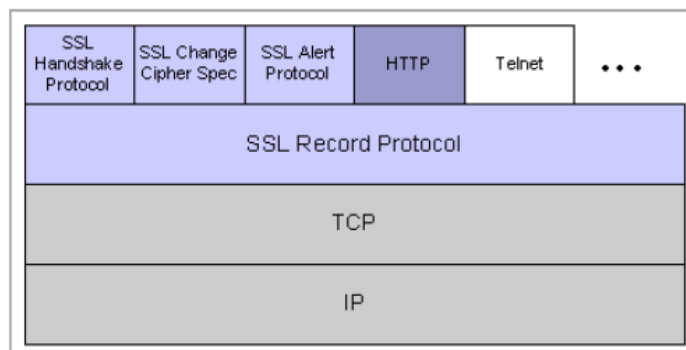 SSL
Handshake
Protocol
SSL Change
Cipher Spec
SSL Alert
Protocol
HTTP
Telnet
•••
SSL Record Protocol
TCP
IP